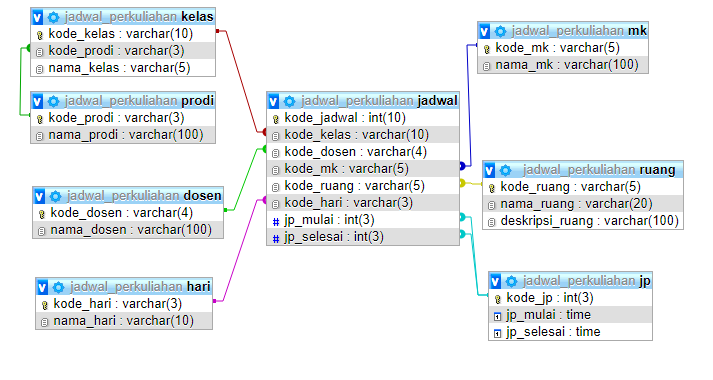 jadwal_perkuliahan kelas
kode_kelas : varchar(10)
kode_prodi : varchar(3)
nama_kelas : varchar(5)
jadwal_perkuliahan prodi
kode_prodi : varchar(3)
nama_prodi : varchar(100)
jadwal_perkuliahan dosen
kode_dosen : varchar(4)
nama_dosen : varchar(100)
jadwal_perkuliahan hari
kode_hari : varchar(3)
nama_hari : varchar(10)
jadwal_perkuliahan jadwal
kode_jadwal : int(10)
kode_kelas : varchar(10)
kode_dosen : varchar(4)
kode_mk : varchar(5)
kode_ruang : varchar(5)
kode_hari : varchar(3)
# jp_mulai : int(3)
# jp_selesai : int(3)
jadwal_perkuliahan mk
kode_mk : varchar(5)
nama_mk : varchar(100)
jadwal_perkuliahan ruang
kode_ruang : varchar(5)
nama_ruang : varchar(20)
deskripsi_ruang : varchar(100)
jadwal_perkuliahan jp
kode_jp : int(3)
jp_mulai : time
jp_selesai : time